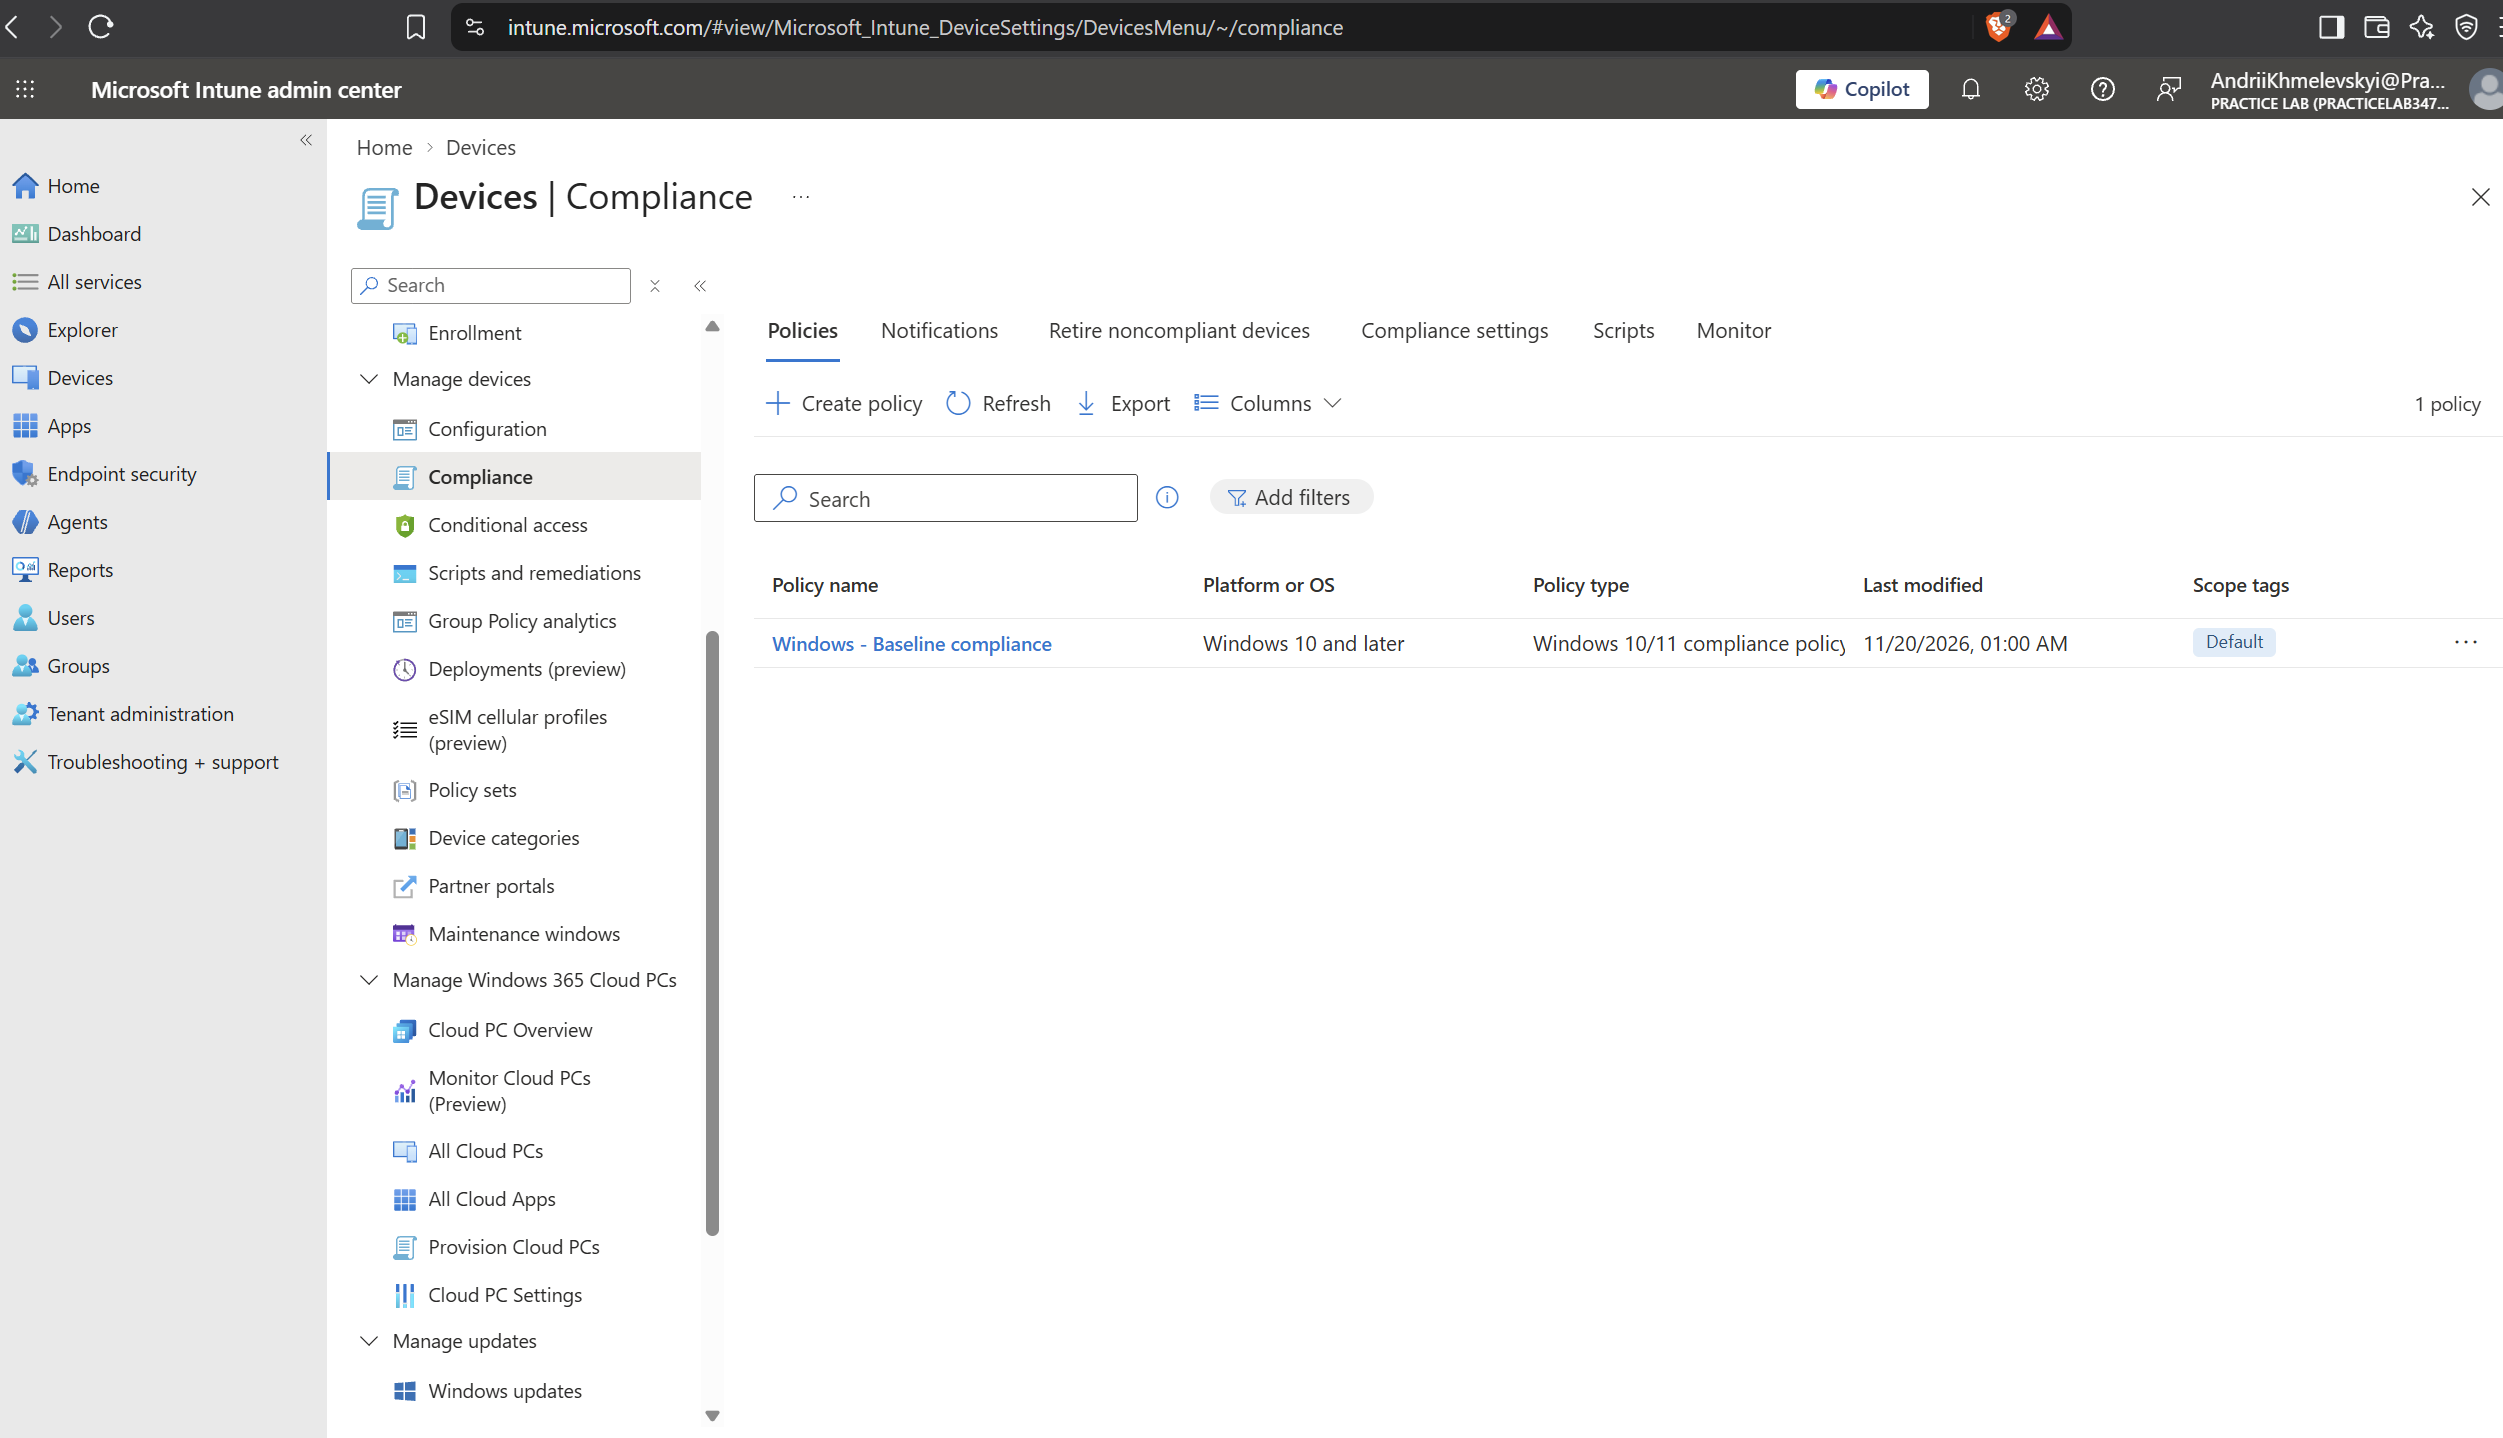 intune.microsoft.com/#view/Microsoft_Intune_DeviceSettings/DevicesMenu/~/compliance
2
Microsoft Intune admin center
Copilot
AndriiKhmelevskyi@Pra...
PRACTICE LAB (PRACTICELAB347...
Home
Dashboard
All services
Explorer
Devices
Apps
Endpoint security
Agents
Reports
Users
Groups
Tenant administration
Troubleshooting + support
Home > Devices
Devices | Compliance ...
Search
Enrollment
Manage devices
Configuration
Compliance
Conditional access
Scripts and remediations
Group Policy analytics
Deployments (preview)
eSIM cellular profiles
(preview)
Policy sets
Device categories
Partner portals
Maintenance windows
Manage Windows 365 Cloud PCs
Cloud PC Overview
Monitor Cloud PCs
(Preview)
All Cloud PCs
All Cloud Apps
Provision Cloud PCs
Cloud PC Settings
Manage updates
Windows updates
Policies Notifications Retire noncompliant devices Compliance settings Scripts Monitor
Create policy Refresh Export Columns 1 policy
Search Add filters
Policy name Platform or OS Policy type Last modified Scope tags
Windows - Baseline compliance Windows 10 and later Windows 10/11 compliance policy 11/20/2026, 01:00 AM Default ...